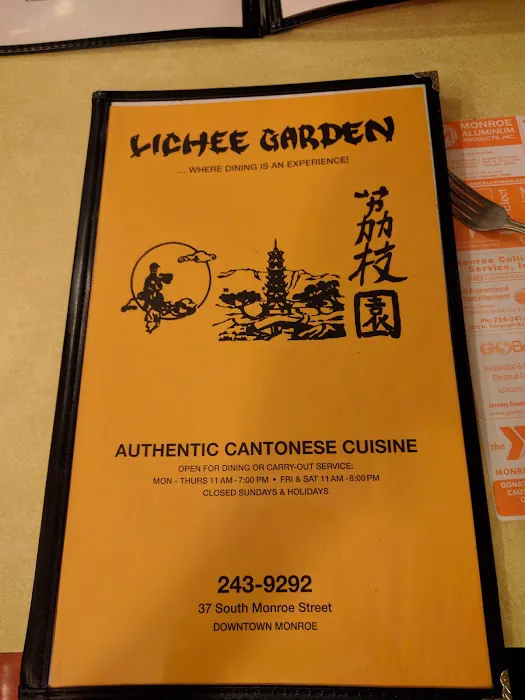 LICHEE GARDEN
... WHERE DINING IS AN EXPERIENCE!
荔枝園
AUTHENTIC CANTONESE CUISINE
OPEN FOR DINING OR CARRY-OUT SERVICE:
MON - THURS 11 AM - 7:00 PM • FRI & SAT 11 AM - 8:00 PM
CLOSED SUNDAYS & HOLIDAYS
243-9292
37 South Monroe Street
DOWNTOWN MONROE
MONROE
ALUMINUM
PRODUCTS, INC.
Service, In
the Y